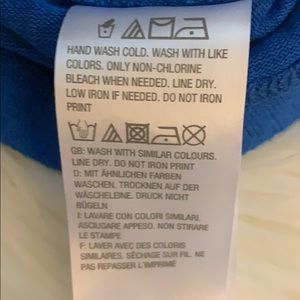 HAND WASH COLD. WASH WITH LIKE
COLORS. ONLY NON-CHLORINE
BLEACH WHEN NEEDED. LINE DRY.
LOW IRON IF NEEDED. DO NOT IRON
PRINT
GB: WASH WITH SIMILAR COLOURS.
LINE DRY. DO NOT IRON PRINT
D: MIT ÄHNLICHEN FARBEN
WASCHEN. TROCKNEN AUF DER
WÄSCHELEINE. DRUCK NICHT
BÜGELN
I: LAVARE CON COLORI SIMILARI.
ASCIUGARE APPESO. NON STIRARE
LE STAMPE
F: LAVER AVEC DES COLORIS
SIMILAIRES. SÉCHAGE SUR FIL. NE
PAS REPASSER L'IMPRIMÉ